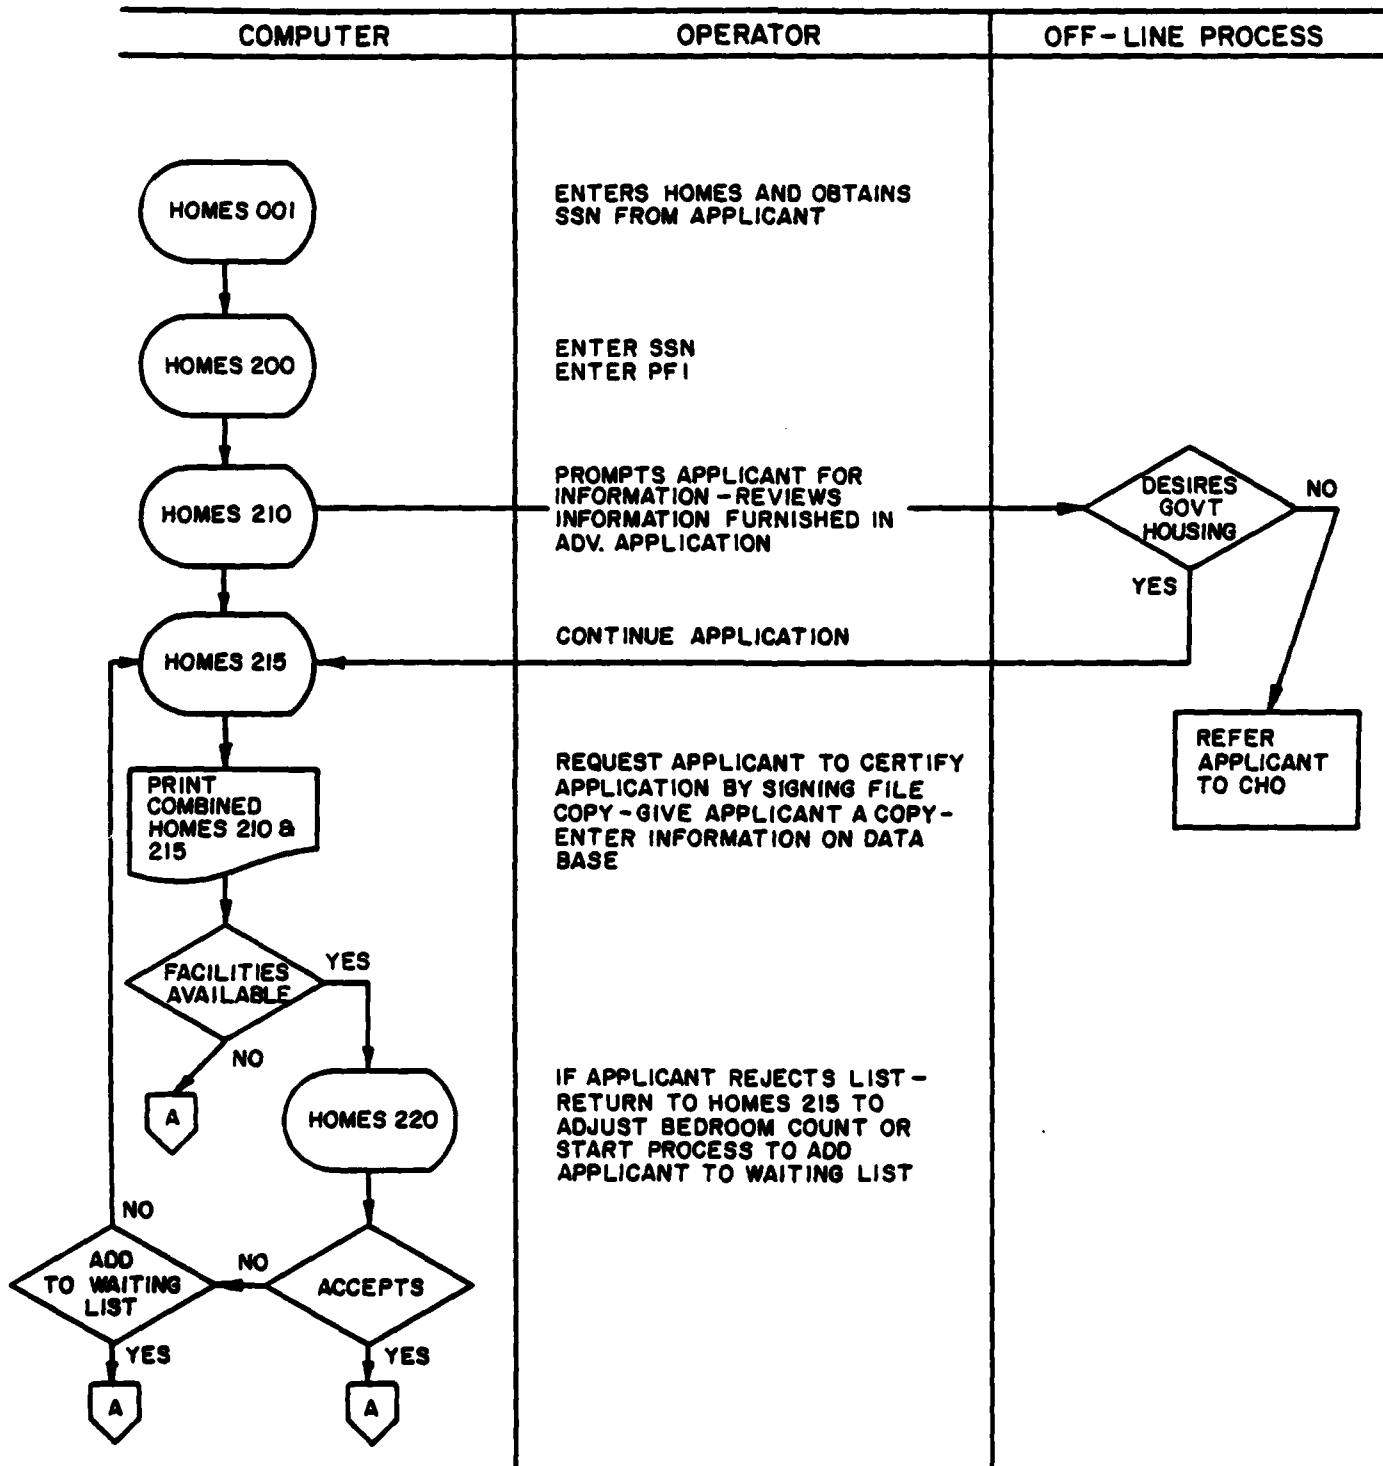 COMPUTER
OPERATOR
OFF-LINE PROCESS
HOMES 001
ENTERS HOMES AND OBTAINS
SSN FROM APPLICANT
HOMES 200
ENTER SSN
ENTER PF1
HOMES 210
PROMPTS APPLICANT FOR
INFORMATION-REVIEWS
INFORMATION FURNISHED IN
ADV. APPLICATION
DESIRES
GOVT
HOUSING
NO
YES
HOMES 215
CONTINUE APPLICATION
REFER
APPLICANT
TO CHO
PRINT
COMBINED
HOMES 210 &
215
REQUEST APPLICANT TO CERTIFY
APPLICATION BY SIGNING FILE
COPY-GIVE APPLICANT A COPY-
ENTER INFORMATION ON DATA
BASE
FACILITIES
AVAILABLE
YES
NO
A
HOMES 220
IF APPLICANT REJECTS LIST-
RETURN TO HOMES 215 TO
ADJUST BEDROOM COUNT OR
START PROCESS TO ADD
APPLICANT TO WAITING LIST
NO
ADD
TO WAITING
LIST
NO
ACCEPTS
YES
YES
A
A